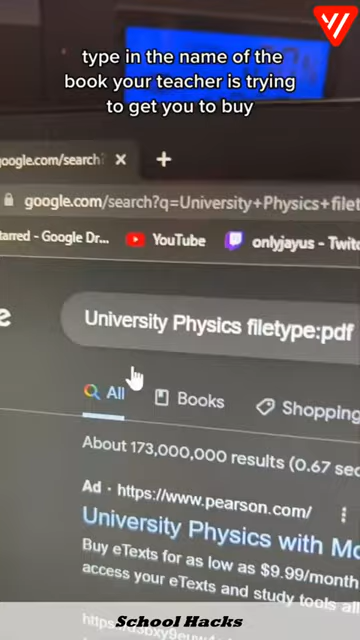 type in the name of the
book your teacher is trying
to get you to buy
google.com/search
google.com/search?q=University+Physics+filet
tarred - Google Dr...
YouTube
onlyjayus - Twitc
e
University Physics filetype:pdf
All
Books
Shopping
About 173,000,000 results (0.67 sec
Ad · https://www.pearson.com/
University Physics with Mo
Buy eTexts for as low as $9.99/month
access your eTexts and study tools all
School Hacks